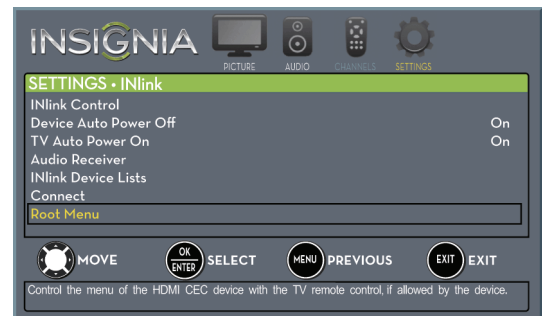 INSIGNIA
PICTURE AUDIO CHANNELS SETTINGS
SETTINGS • INlink
INlink Control
Device Auto Power Off On
TV Auto Power On On
Audio Receiver
INlink Device Lists
Connect
Root Menu
MOVE OK ENTER SELECT MENU PREVIOUS EXIT EXIT
Control the menu of the HDMI CEC device with the TV remote control, if allowed by the device.